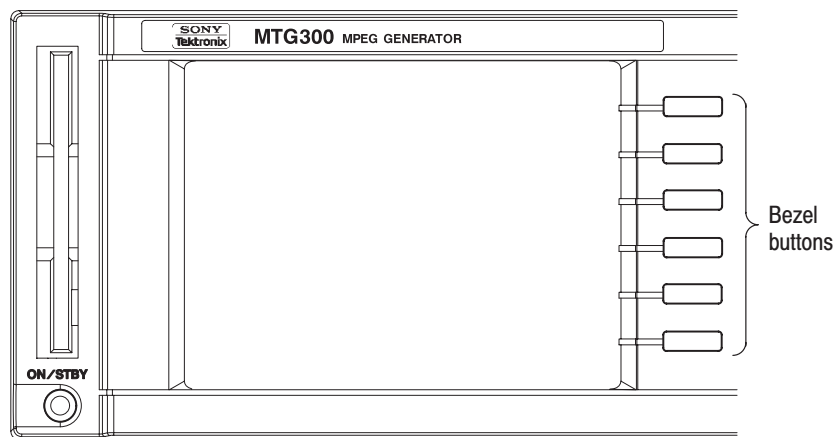 SONY
Tektronix
MTG300 MPEG GENERATOR
Bezel
buttons
ON/STBY